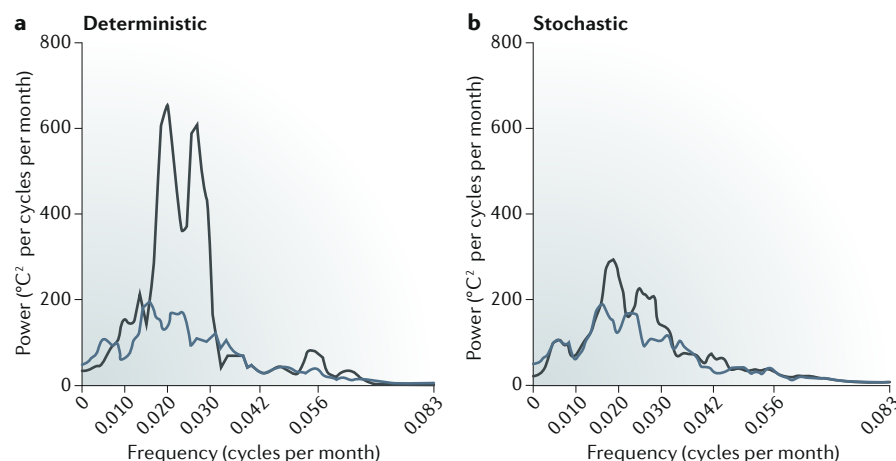 a Deterministic
800
600
400
200
0
Power (°C² per cycles per month)
0 0.010 0.020 0.030 0.042 0.056 0.083
Frequency (cycles per month)
b Stochastic
800
600
400
200
0
Power (°C² per cycles per month)
0 0.010 0.020 0.030 0.042 0.056 0.083
Frequency (cycles per month)